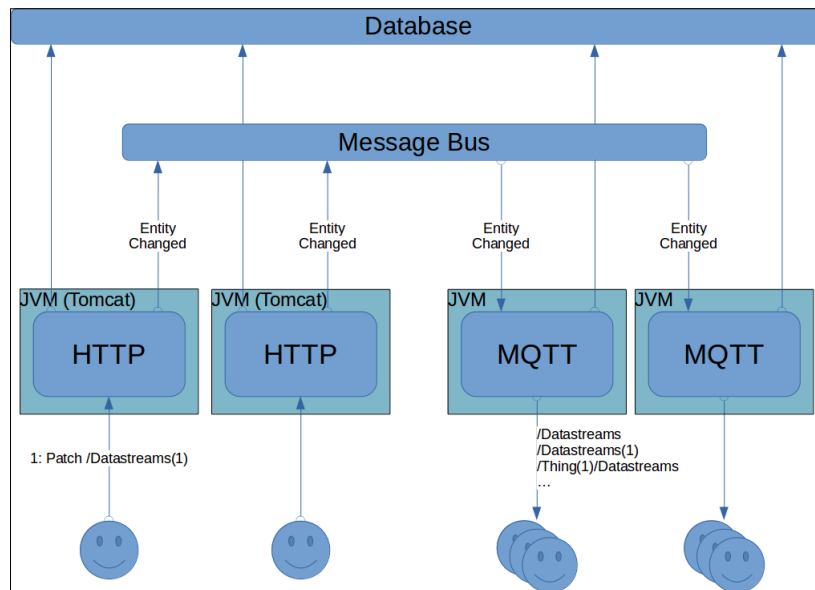 Database
Message Bus
Entity
Changed
Entity
Changed
Entity
Changed
Entity
Changed
JVM (Tomcat)
JVM (Tomcat)
JVM
JVM
HTTP
HTTP
MQTT
MQTT
1: Patch /Datastreams(1)
/Datastreams
/Datastreams(1)
/Thing(1)/Datastreams
…